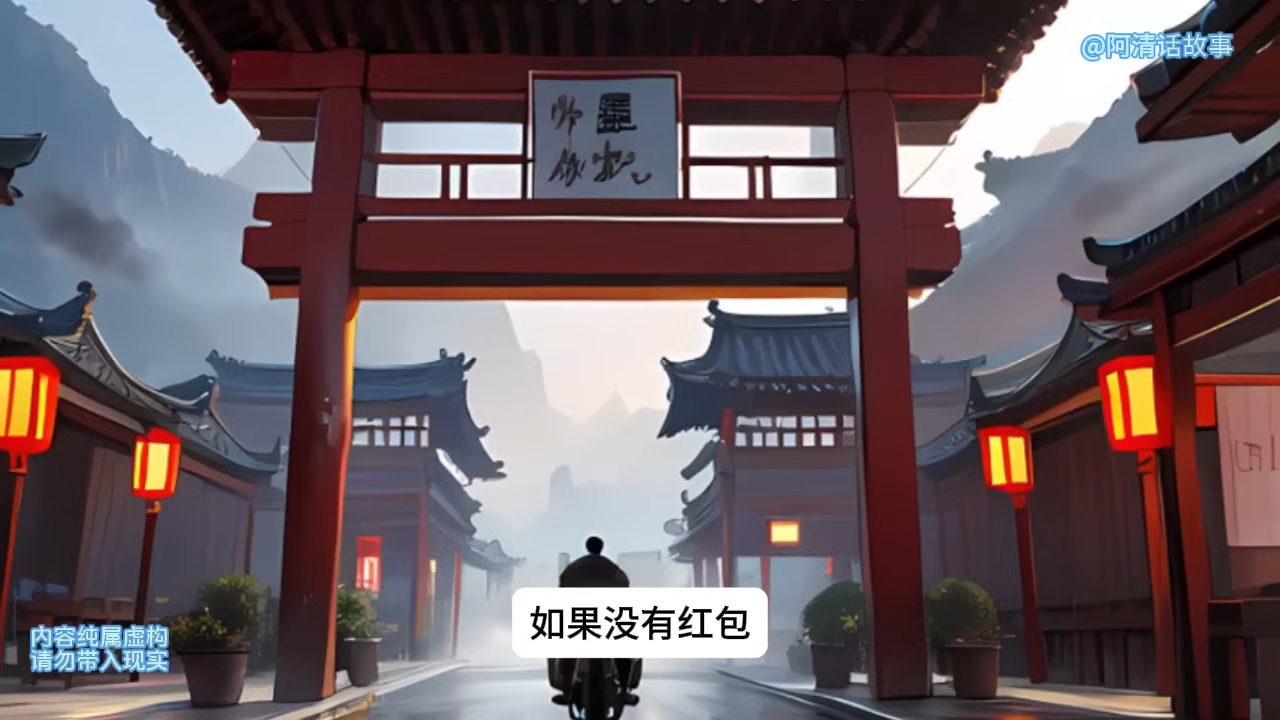 @阿清话故事
如果没有红包
内容纯属虚构
请勿带入现实